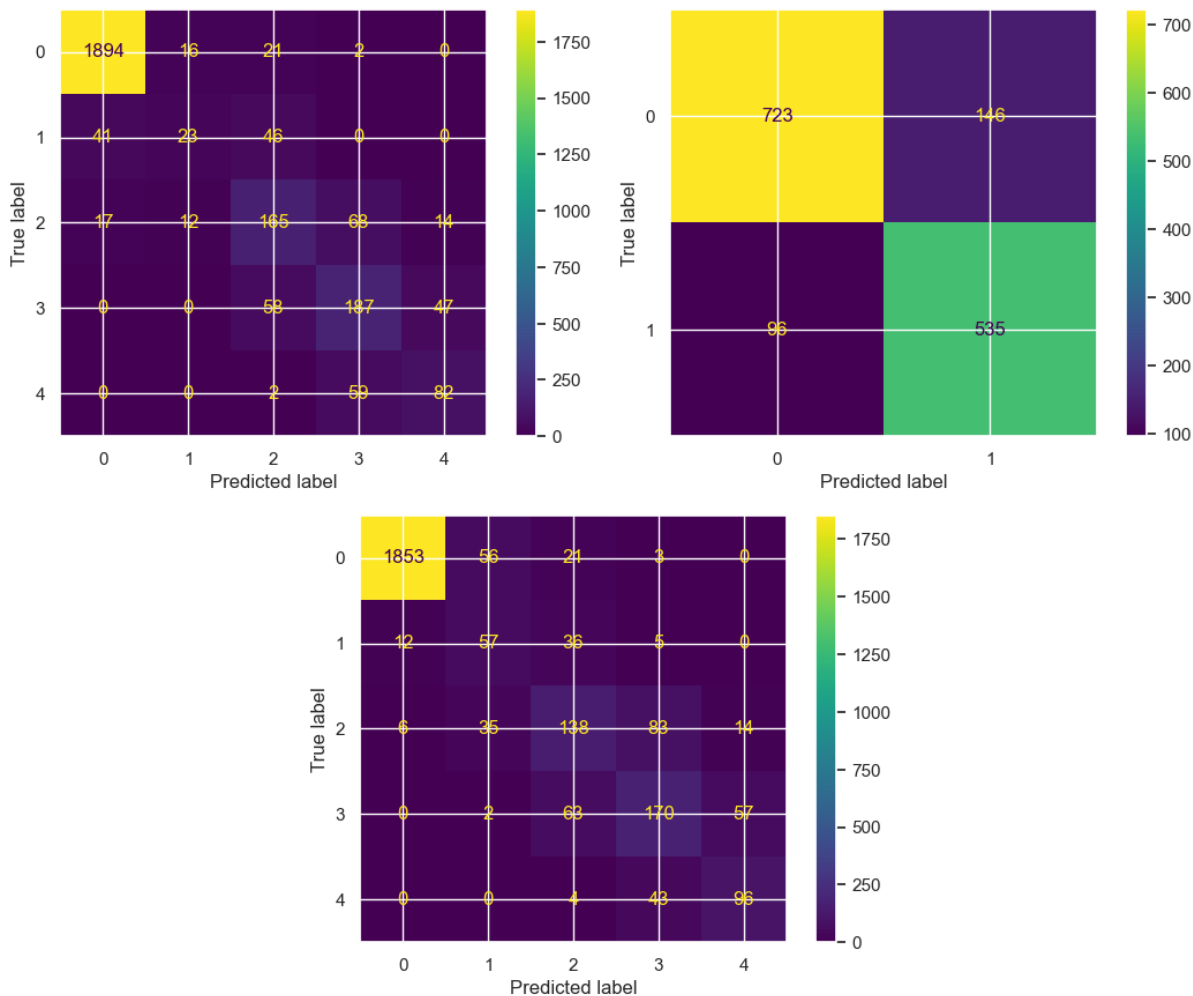 0 1894 16 21 2 0
1 41 23 46 0 0
2 17 12 165 68 14
3 0 0 58 187 47
4 0 0 2 59 82
0 1 2 3 4
Predicted label
True label
1750
1500
1250
1000
750
500
250
0
0 723 146
1 96 535
0 1
Predicted label
True label
700
600
500
400
300
200
100
0 1853 56 21 3 0
1 12 57 36 5 0
2 6 35 138 83 14
3 0 2 63 170 57
4 0 0 4 43 96
0 1 2 3 4
Predicted label
True label
1750
1500
1250
1000
750
500
250
0